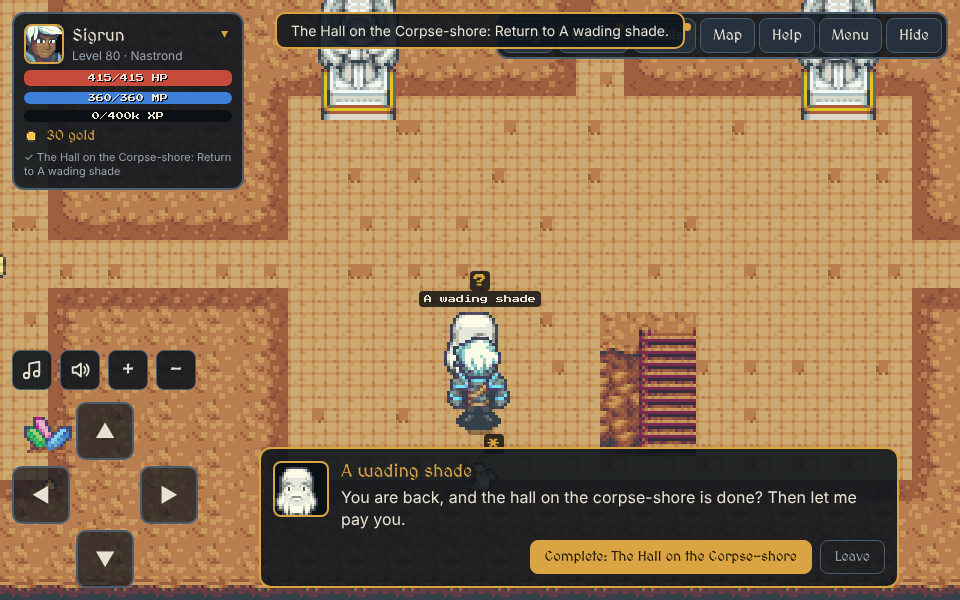 Sigrun
Level 80 · Nastrond
415/415 HP
360/360 MP
0/400k XP
30 gold
✓ The Hall on the Corpse-shore: Return
to A wading shade
The Hall on the Corpse-shore: Return to A wading shade.
Map
Help
Menu
Hide
?
A wading shade
+
−
*
A wading shade
You are back, and the hall on the corpse-shore is done? Then let me
pay you.
Complete: The Hall on the Corpse-shore
Leave